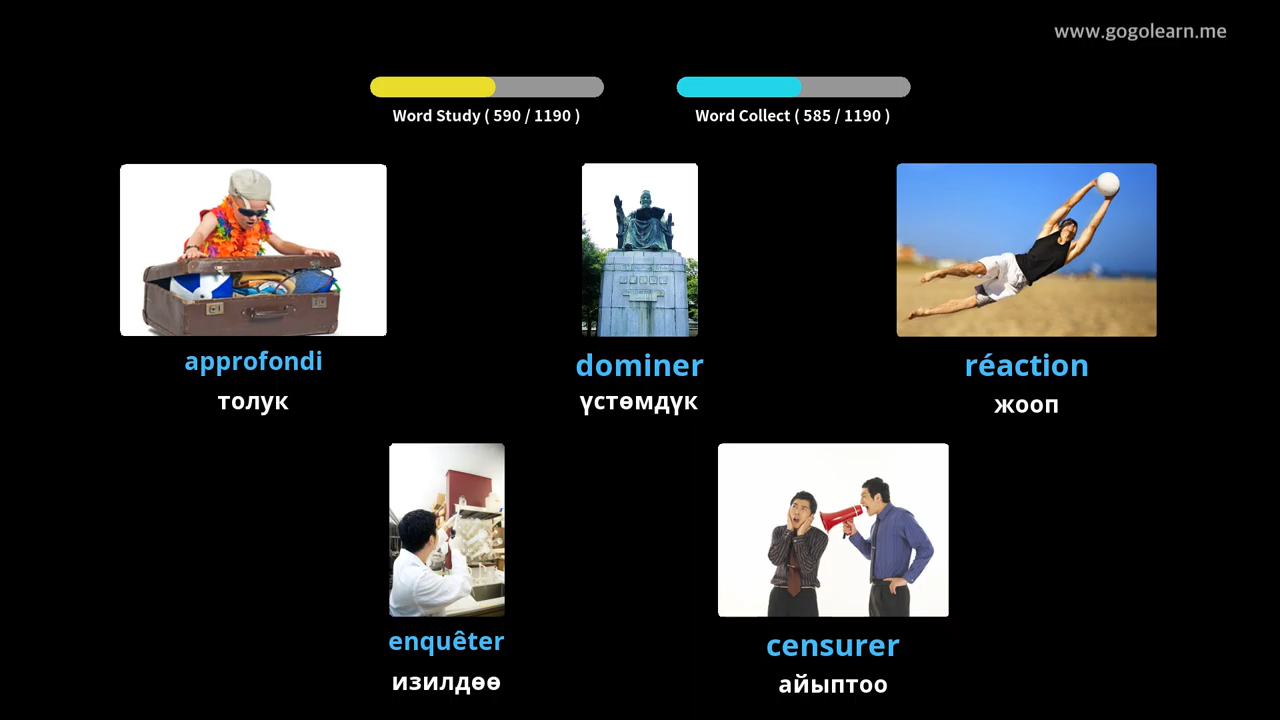 www.gogolearn.me
Word Study ( 590 / 1190 )
Word Collect ( 585 / 1190 )
approfondi
толук
dominer
үстөмдүк
réaction
жооп
enquêter
изилдөө
censurer
айыптоо